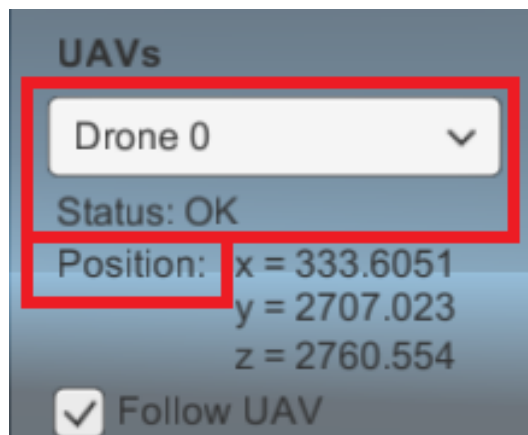 UAVs
Drone 0
Status: OK
Position: x = 333.6051
y = 2707.023
z = 2760.554
Follow UAV